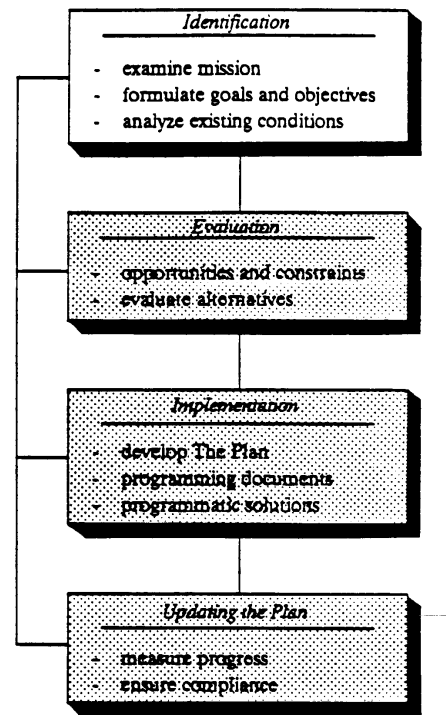 Identification
- examine mission
- formulate goals and objectives
- analyze existing conditions
Evaluation
- opportunities and constraints
- evaluate alternatives
Implementation
- develop The Plan
- programming documents
- programmatic solutions
Updating the Plan
- measure progress
- ensure compliance